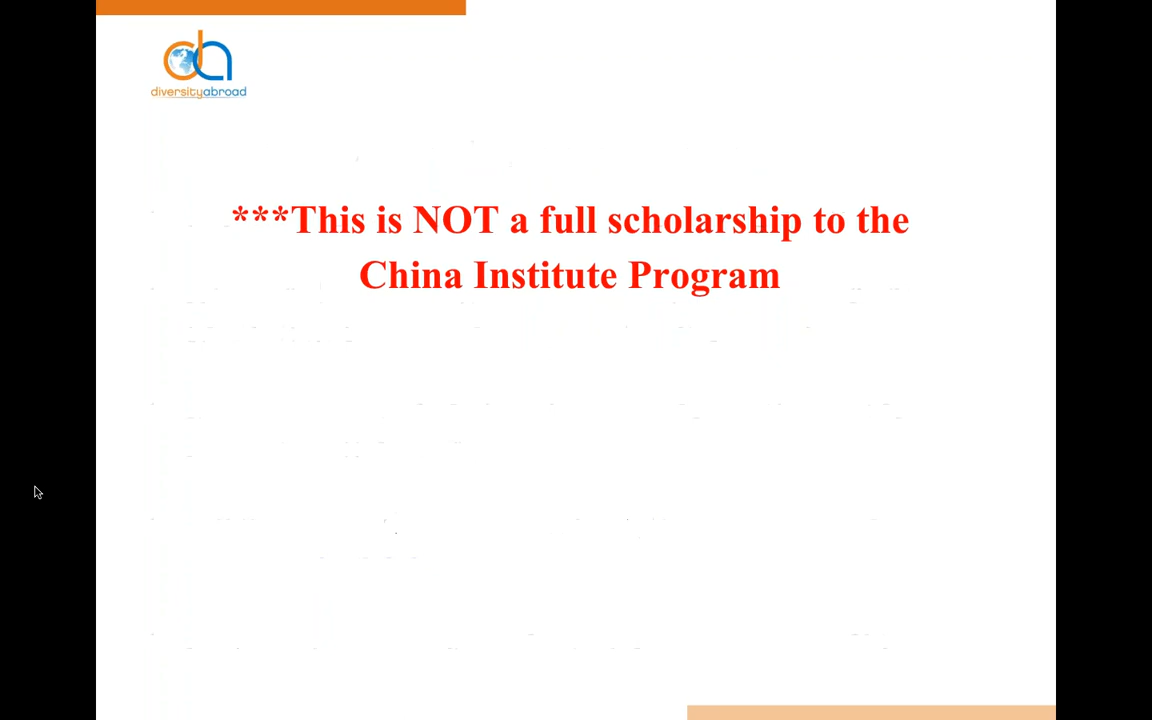 diversityabroad
***This is NOT a full scholarship to the
China Institute Program